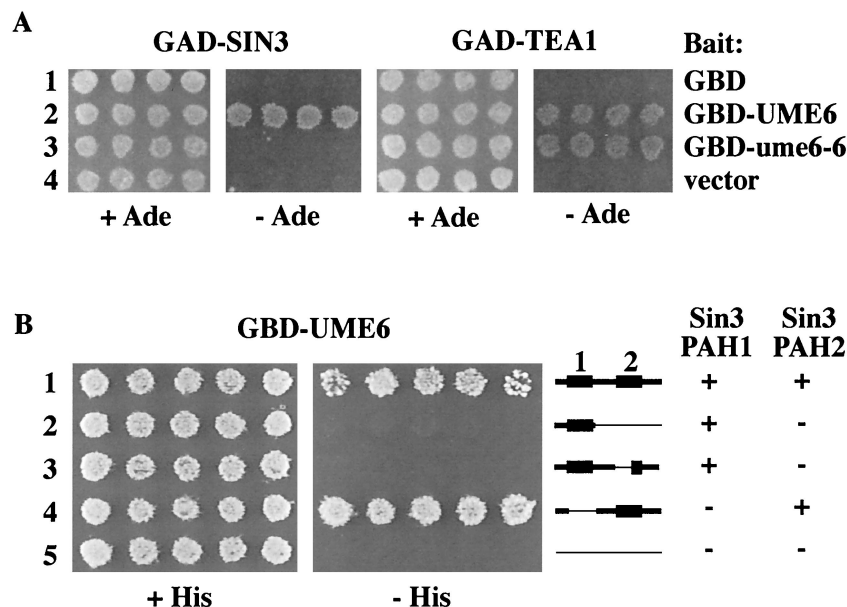 A
GAD-SIN3 GAD-TEA1 Bait:
1 GBD
2 GBD-UME6
3 GBD-ume6-6
4 vector
+ Ade - Ade + Ade - Ade
B
GBD-UME6
Sin3 Sin3
PAH1 PAH2
1 2
1 + +
2 + -
3 + -
4 - +
5 - -
+ His - His